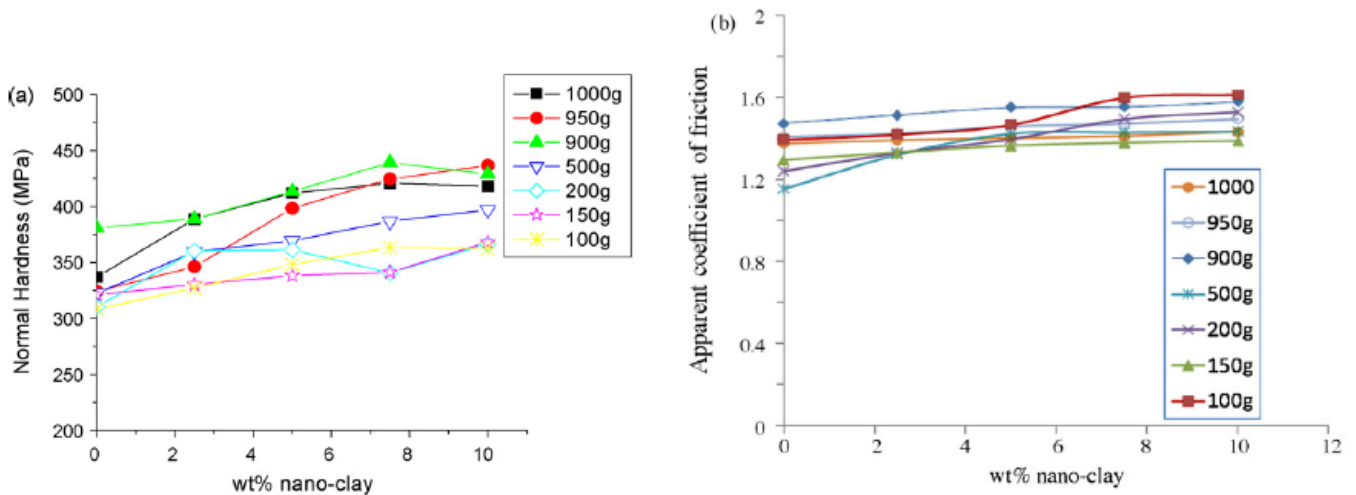 (a)
Normal Hardness (MPa)
500
450
400
350
300
250
200
0 2 4 6 8 10
wt% nano-clay
1000g
950g
900g
500g
200g
150g
100g
(b)
Apparent coefficient of friction
2
1.6
1.2
0.8
0.4
0
0 2 4 6 8 10 12
wt% nano-clay
1000
950g
900g
500g
200g
150g
100g